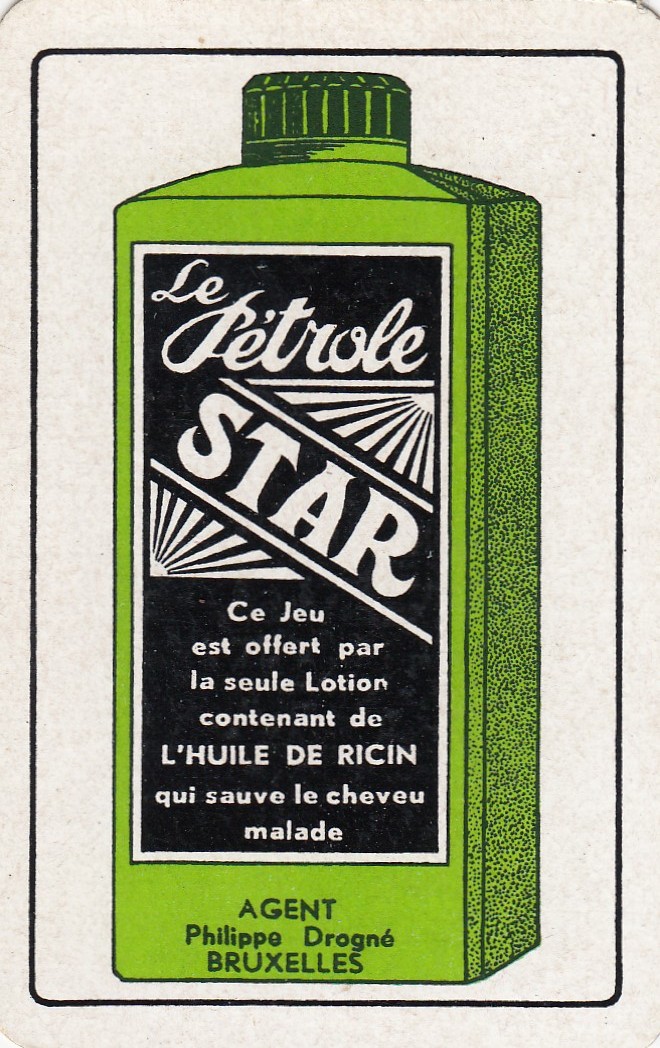 Le
Pétrole
STAR
Ce Jeu
est offert par
la seule Lotion
contenant de
L'HUILE DE RICIN
qui sauve le cheveu
malade
AGENT
Philippe Drogné
BRUXELLES